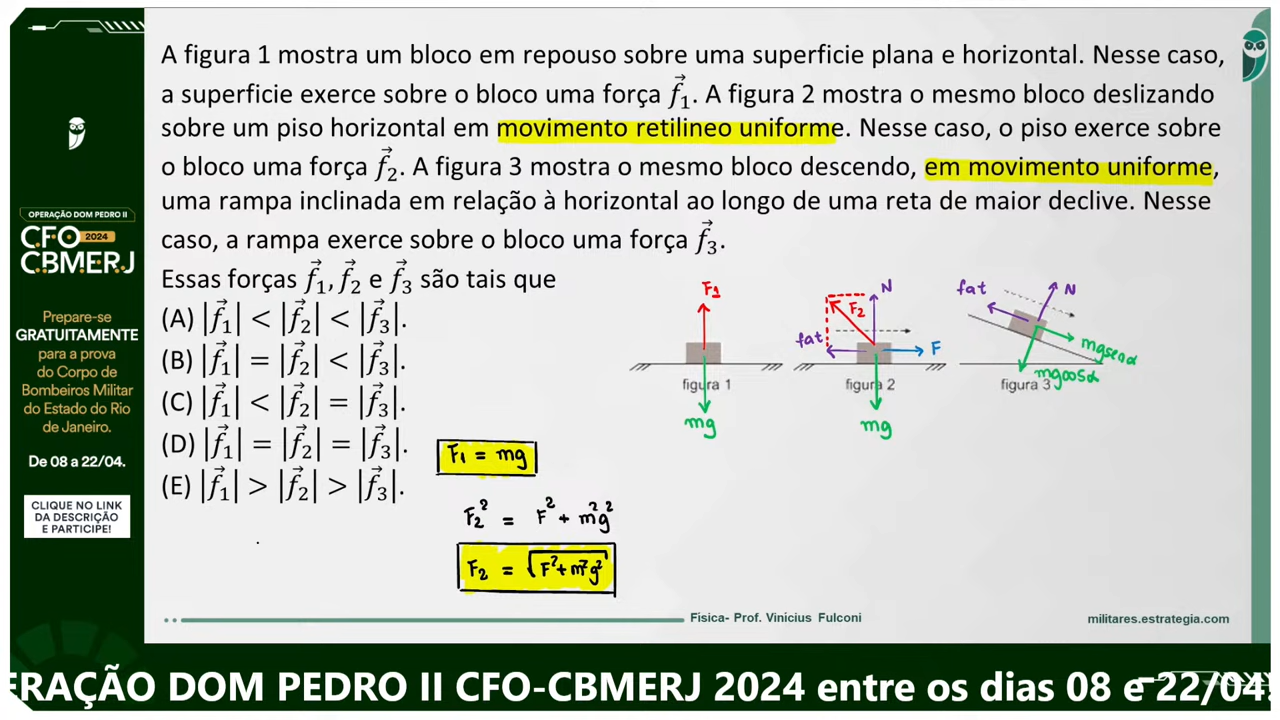 A figura 1 mostra um bloco em repouso sobre uma superficie plana e horizontal. Nesse caso,
a superficie exerce sobre o bloco uma força f⃗₁. A figura 2 mostra o mesmo bloco deslizando
sobre um piso horizontal em movimento retilineo uniforme. Nesse caso, o piso exerce sobre
o bloco uma força f⃗₂. A figura 3 mostra o mesmo bloco descendo, em movimento uniforme,
uma rampa inclinada em relação à horizontal ao longo de uma reta de maior declive. Nesse
caso, a rampa exerce sobre o bloco uma força f⃗₃.
Essas forças f⃗₁, f⃗₂ e f⃗₃ são tais que
(A) |f⃗₁| < |f⃗₂| < |f⃗₃|.
(B) |f⃗₁| = |f⃗₂| < |f⃗₃|.
(C) |f⃗₁| < |f⃗₂| = |f⃗₃|.
(D) |f⃗₁| = |f⃗₂| = |f⃗₃|.
(E) |f⃗₁| > |f⃗₂| > |f⃗₃|.
F₁
figura 1
mg
N
F₂
fat
F
figura 2
mg
fat
N
mgsenα
mgcosα
figura 3
F₁ = mg
F₂² = F² + m²g²
F₂ = √F²+m²g²
OPERAÇÃO DOM PEDRO II
CFO 2024
CBMERJ
Prepare-se
GRATUITAMENTE
para a prova
do Corpo de
Bombeiros Militar
do Estado do Rio
de Janeiro.
De 08 a 22/04.
CLIQUE NO LINK
DA DESCRIÇÃO
E PARTICIPE!
Física- Prof. Vinícius Fulconi
militares.estrategia.com
ERAÇÃO DOM PEDRO II CFO-CBMERJ 2024 entre os dias 08 e 22/04!